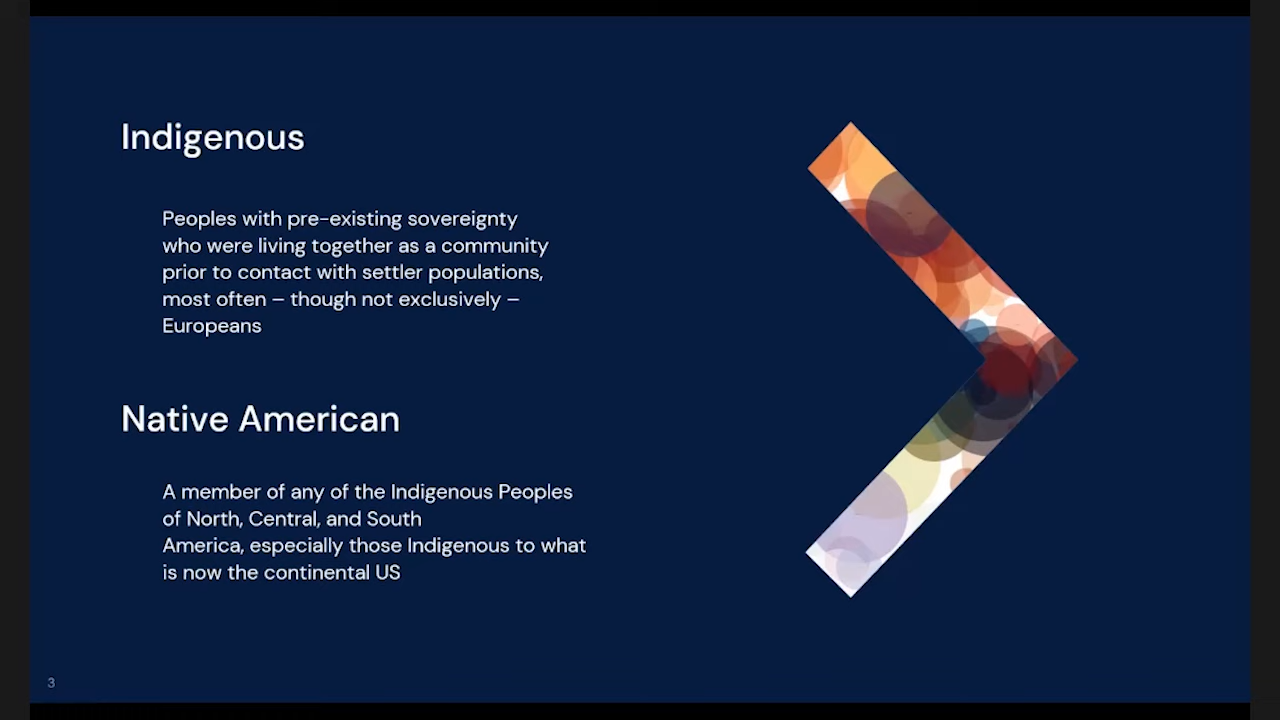 Indigenous
Peoples with pre-existing sovereignty
who were living together as a community
prior to contact with settler populations,
most often – though not exclusively –
Europeans
Native American
A member of any of the Indigenous Peoples
of North, Central, and South
America, especially those Indigenous to what
is now the continental US
3